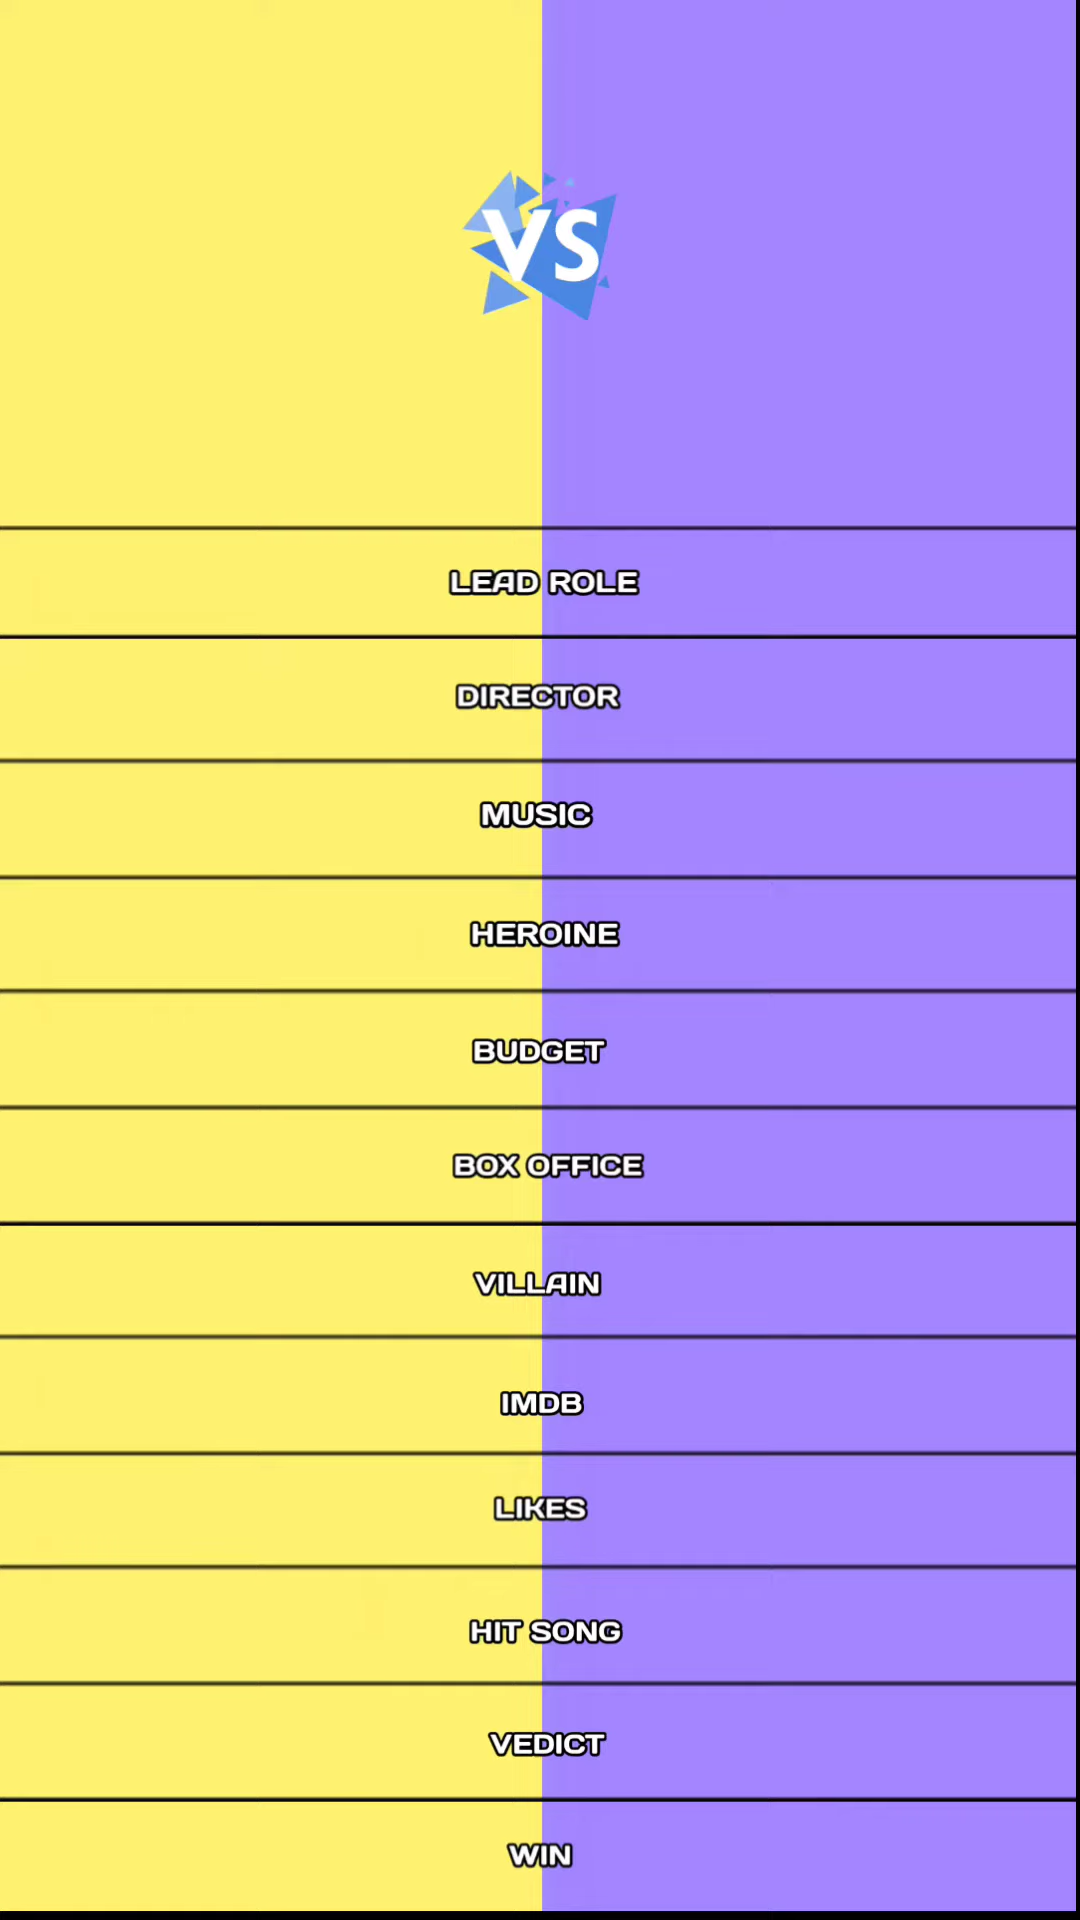 VS
LEAD ROLE
DIRECTOR
MUSIC
HEROINE
BUDGET
BOX OFFICE
VILLAIN
IMDB
LIKES
HIT SONG
VEDICT
WIN